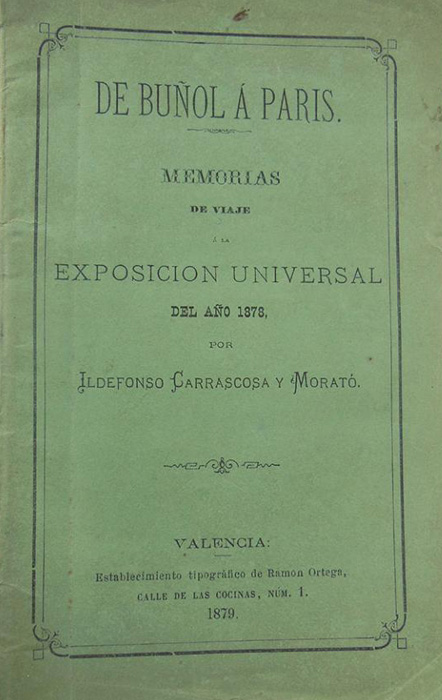 DE BUÑOL Á PARIS.
MEMORIAS
DE VIAJE
Á LA
EXPOSICION UNIVERSAL
DEL AÑO 1878,
POR
ILDEFONSO CARRASCOSA Y MORATÓ.
VALENCIA:
Establecimiento tipográfico de Ramon Ortega,
CALLE DE LAS COCINAS, NÚM. 1.
1879.